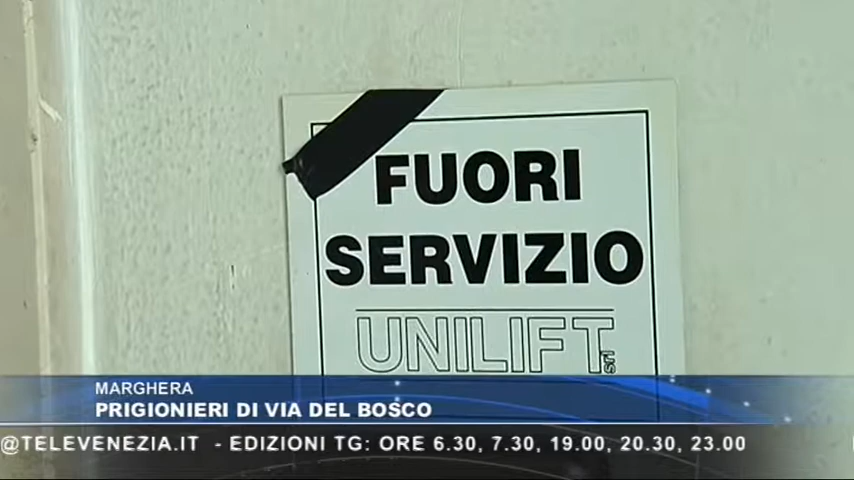 FUORI
SERVIZIO
UNILIFT srl
MARGHERA
PRIGIONIERI DI VIA DEL BOSCO
@TELEVENEZIA.IT - EDIZIONI TG: ORE 6.30, 7.30, 19.00, 20.30, 23.00